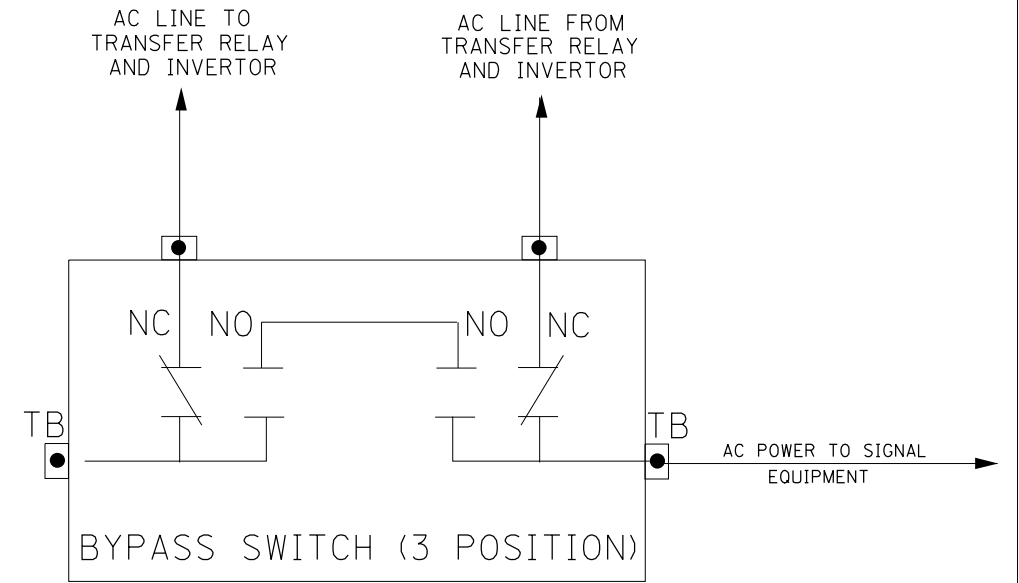 AC LINE TO
TRANSFER RELAY
AND INVERTOR
AC LINE FROM
TRANSFER RELAY
AND INVERTOR
NC NO NO NC
TB
TB
AC POWER TO SIGNAL
EQUIPMENT
BYPASS SWITCH (3 POSITION)